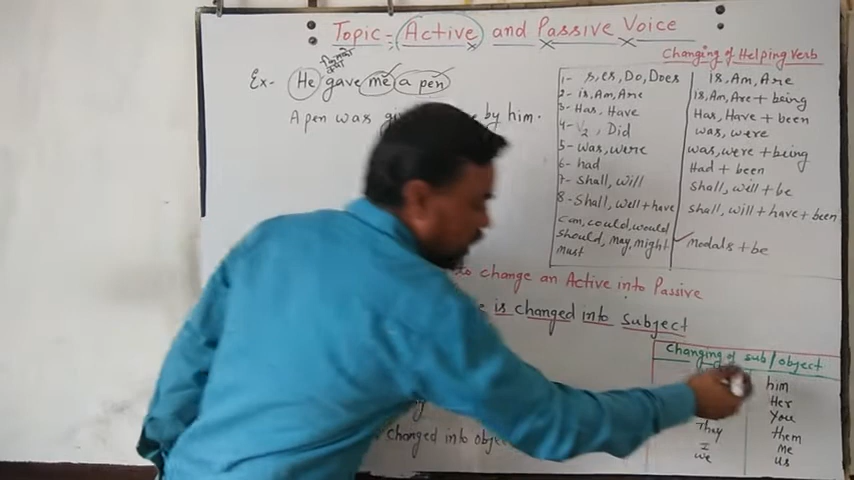 Topic :- Active and Passive Voice
Changing of Helping Verb
Ex- He gave me a pen
A pen was by him.
1- s, es, Do, Does is, Am, Are
2- is, Am, Are is, Am, Are + being
3- Has, Have Has, Have + been
4- V2, Did was, were
5- was, were was, were + being
6- had Had + been
7- Shall, will Shall, will + be
8- Shall, Well + have Shall, will + have + been
can, could, would
should, may, might Modals + be
must
to change an Active into Passive
is changed into Subject
Changing of sub/object
him
Her
You
They them
I Me
we us
changed into